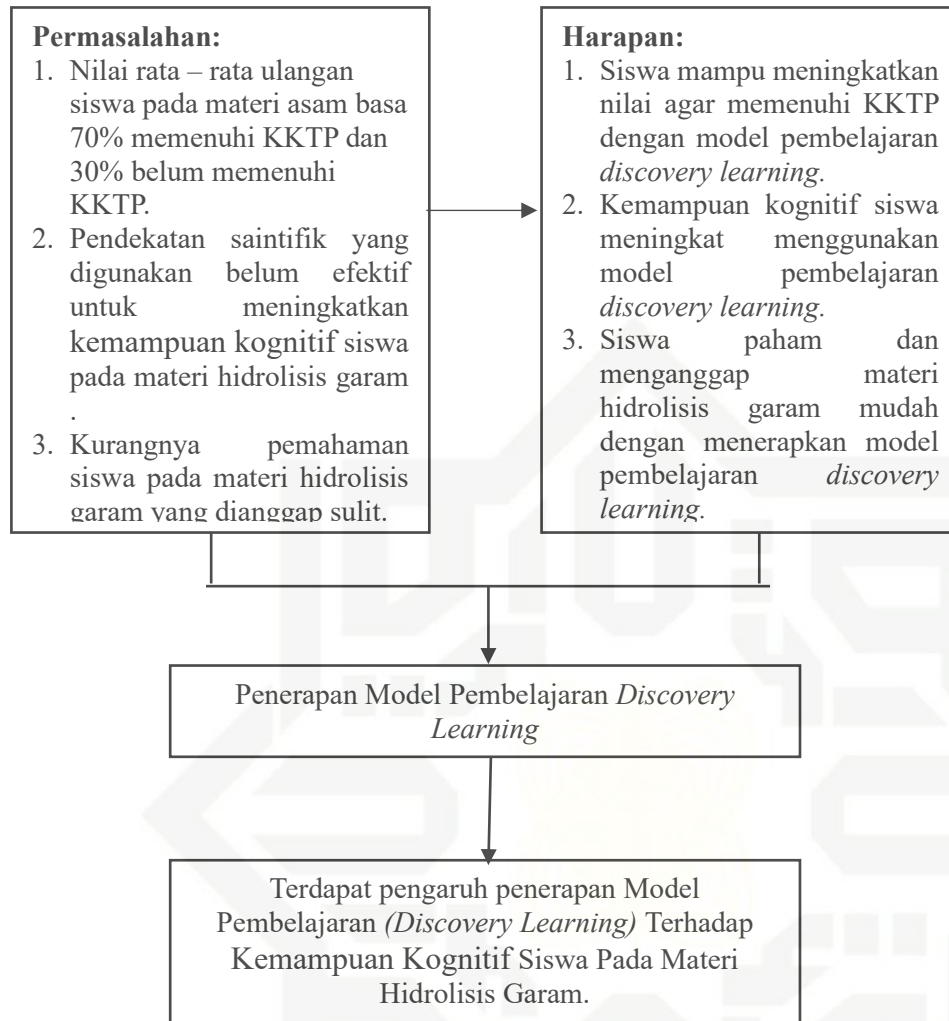 Permasalahan:
1. Nilai rata – rata ulangan
siswa pada materi asam basa
70% memenuhi KKTP dan
30% belum memenuhi
KKTP.
2. Pendekatan saintifik yang
digunakan belum efektif
untuk meningkatkan
kemampuan kognitif siswa
pada materi hidrolisis garam
.
3. Kurangnya pemahaman
siswa pada materi hidrolisis
garam yang dianggap sulit.
Harapan:
1. Siswa mampu meningkatkan
nilai agar memenuhi KKTP
dengan model pembelajaran
discovery learning.
2. Kemampuan kognitif siswa
meningkat menggunakan
model pembelajaran
discovery learning.
3. Siswa paham dan
menganggap materi
hidrolisis garam mudah
dengan menerapkan model
pembelajaran discovery
learning.
Penerapan Model Pembelajaran Discovery
Learning
Terdapat pengaruh penerapan Model
Pembelajaran (Discovery Learning) Terhadap
Kemampuan Kognitif Siswa Pada Materi
Hidrolisis Garam.